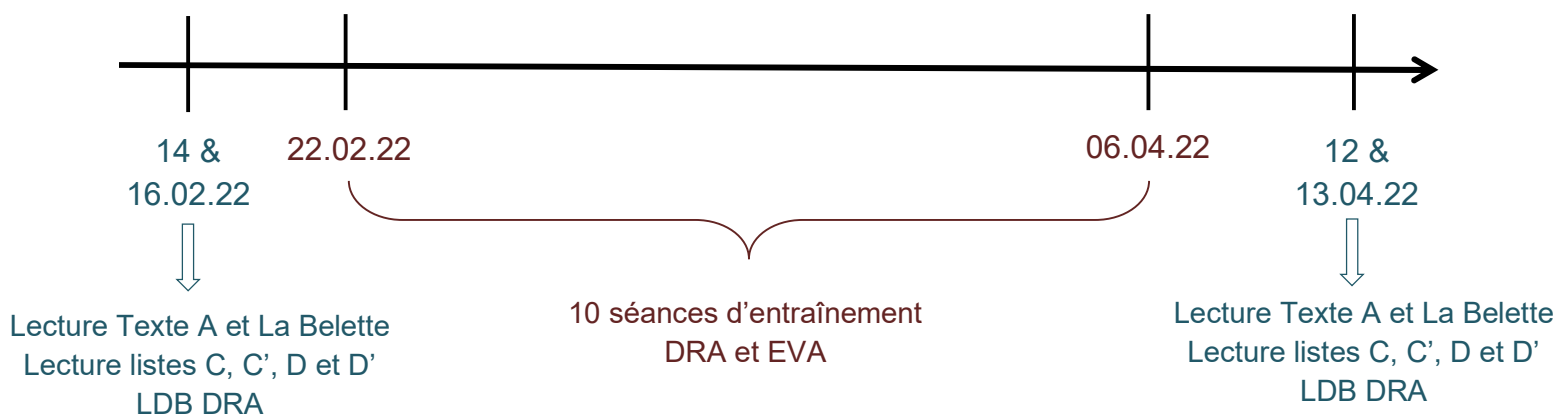 14 &
16.02.22
22.02.22
06.04.22
12 &
13.04.22
Lecture Texte A et La Belette
Lecture listes C, C’, D et D’
LDB DRA
10 séances d’entraînement
DRA et EVA
Lecture Texte A et La Belette
Lecture listes C, C’, D et D’
LDB DRA